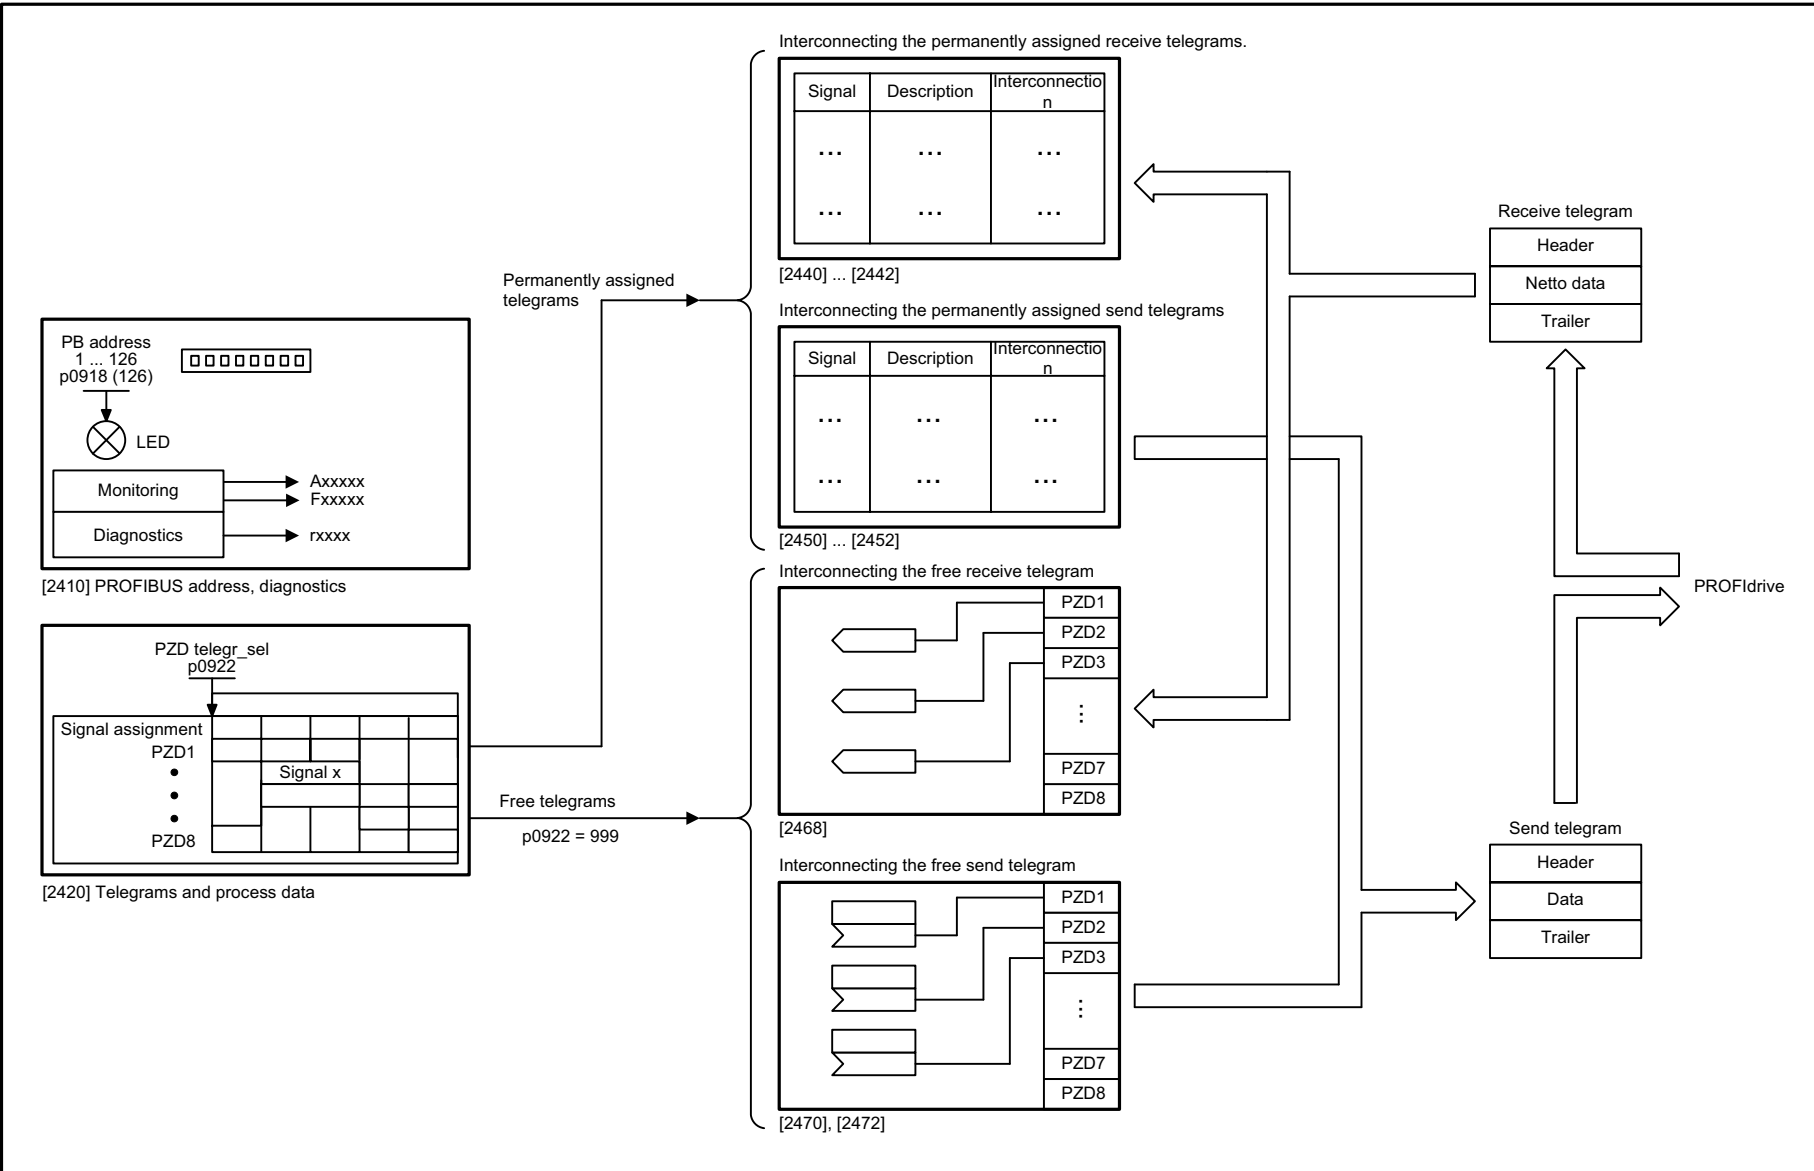 Interconnecting the permanently assigned receive telegrams.
Signal Description Interconnectio
n
... ... ...
... ... ...
[2440] ... [2442]
Permanently assigned
telegrams
Interconnecting the permanently assigned send telegrams
Signal Description Interconnectio
n
... ... ...
... ... ...
[2450] ... [2452]
PB address
1 ... 126
p0918 (126)
LED
Monitoring
Axxxxx
Fxxxxx
Diagnostics
rxxxx
[2410] PROFIBUS address, diagnostics
PZD telegr_sel
p0922
Signal assignment
PZD1
Signal x
PZD8
[2420] Telegrams and process data
Free telegrams
p0922 = 999
Interconnecting the free receive telegram
PZD1
PZD2
PZD3
⋮
PZD7
PZD8
[2468]
Interconnecting the free send telegram
PZD1
PZD2
PZD3
⋮
PZD7
PZD8
[2470], [2472]
Receive telegram
Header
Netto data
Trailer
PROFIdrive
Send telegram
Header
Data
Trailer